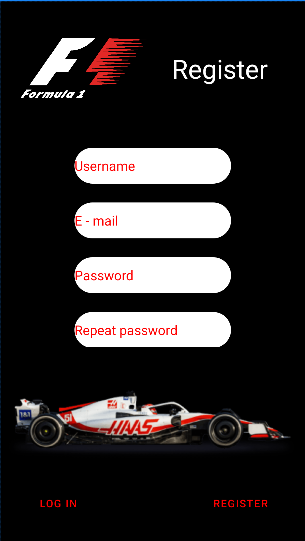 Formula 1
Register
Username
E - mail
Password
Repeat password
HAAS
LOG IN
REGISTER